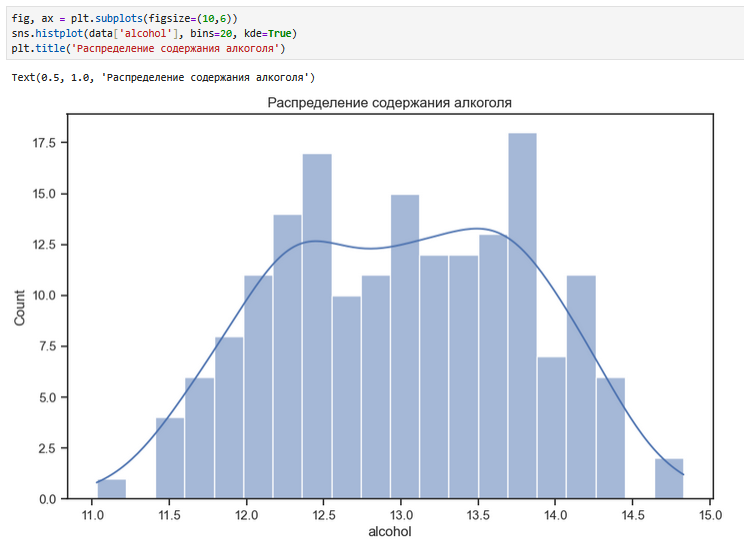 fig, ax = plt.subplots(figsize=(10,6))
sns.histplot(data['alcohol'], bins=20, kde=True)
plt.title('Распределение содержания алкоголя')
Text(0.5, 1.0, 'Распределение содержания алкоголя')
Распределение содержания алкоголя
17.5
15.0
12.5
10.0
7.5
5.0
2.5
0.0
Count
11.0 11.5 12.0 12.5 13.0 13.5 14.0 14.5 15.0
alcohol